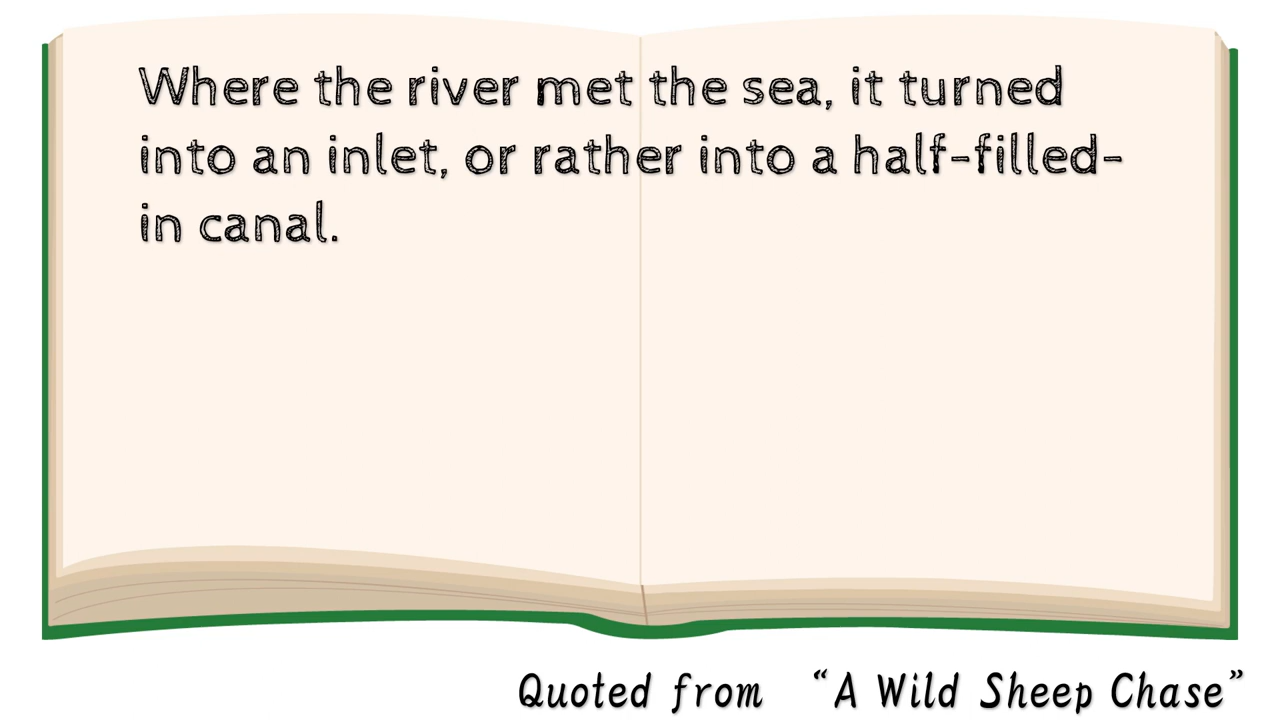 Where the river met the sea, it turned
into an inlet, or rather into a half-filled-
in canal.
Quoted from “A Wild Sheep Chase”